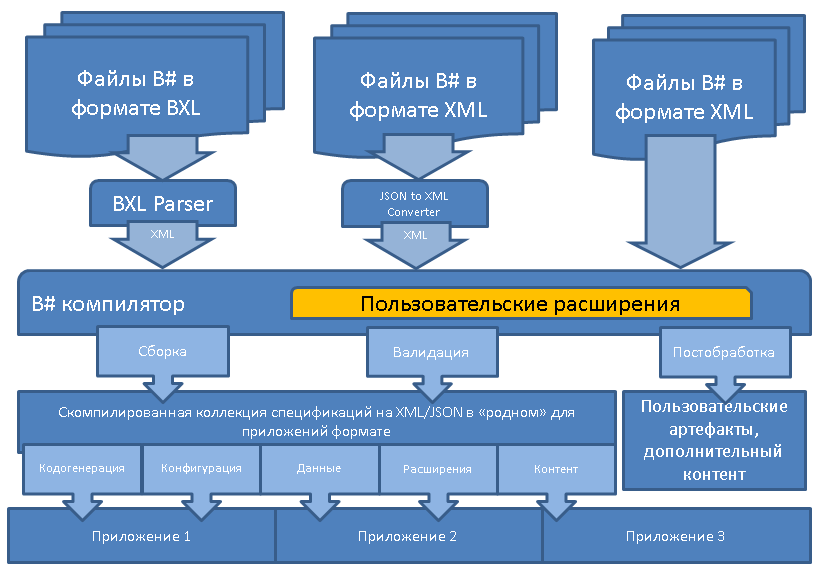 Файлы B# в
формате BXL
Файлы B# в
формате XML
Файлы B# в
формате XML
BXL Parser
JSON to XML
Converter
XML
XML
B# компилятор
Пользовательские расширения
Сборка
Валидация
Постобработка
Скомпилированная коллекция спецификаций на XML/JSON в «родном» для
приложений формате
Пользовательские
артефакты,
дополнительный
контент
Кодогенерация
Конфигурация
Данные
Расширения
Контент
Приложение 1
Приложение 2
Приложение 3